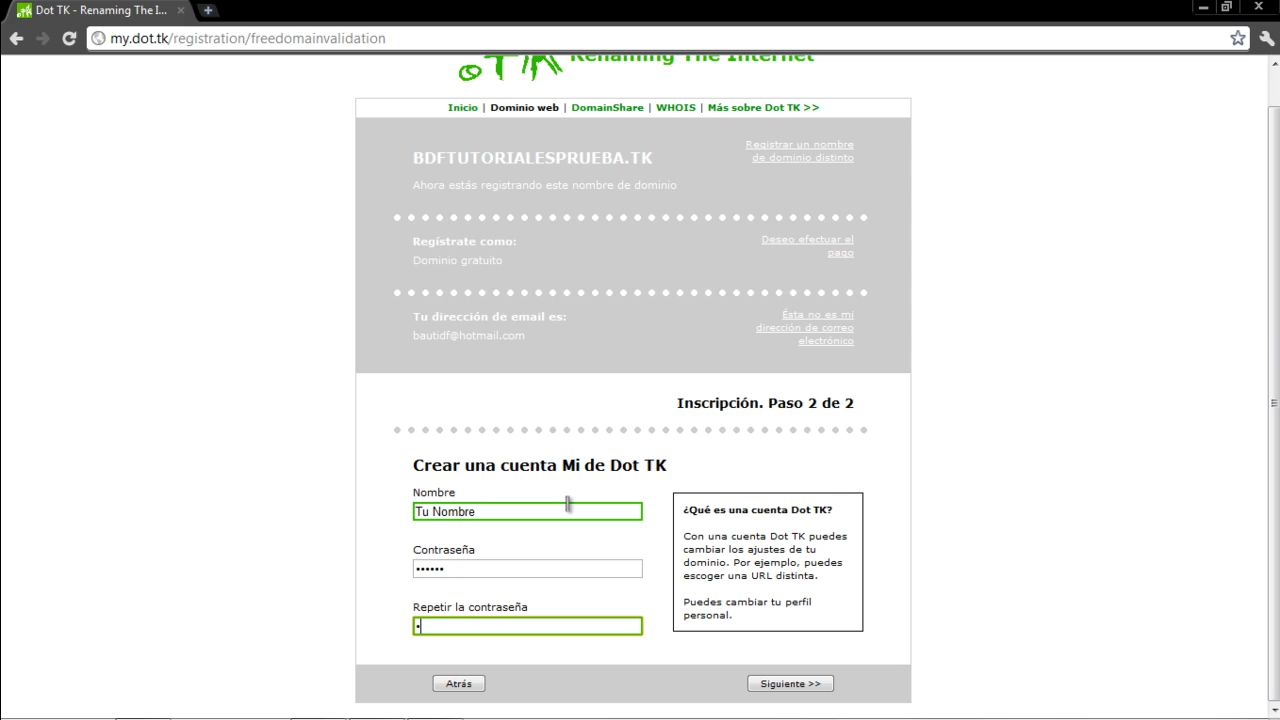 Dot TK - Renaming The I...
my.dot.tk/registration/freedomainvalidation
oTK Renaming The Internet
Inicio | Dominio web | DomainShare | WHOIS | Más sobre Dot TK >>
BDFTUTORIALESPRUEBA.TK
Registrar un nombre
de dominio distinto
Ahora estás registrando este nombre de dominio
Regístrate como:
Dominio gratuito
Deseo efectuar el
pago
Tu dirección de email es:
bautidf@hotmail.com
Ésta no es mi
dirección de correo
electrónico
Inscripción. Paso 2 de 2
Crear una cuenta Mi de Dot TK
Nombre
Tu Nombre
Contraseña
••••••
Repetir la contraseña
•
¿Qué es una cuenta Dot TK?
Con una cuenta Dot TK puedes
cambiar los ajustes de tu
dominio. Por ejemplo, puedes
escoger una URL distinta.
Puedes cambiar tu perfil
personal.
Atrás
Siguiente >>